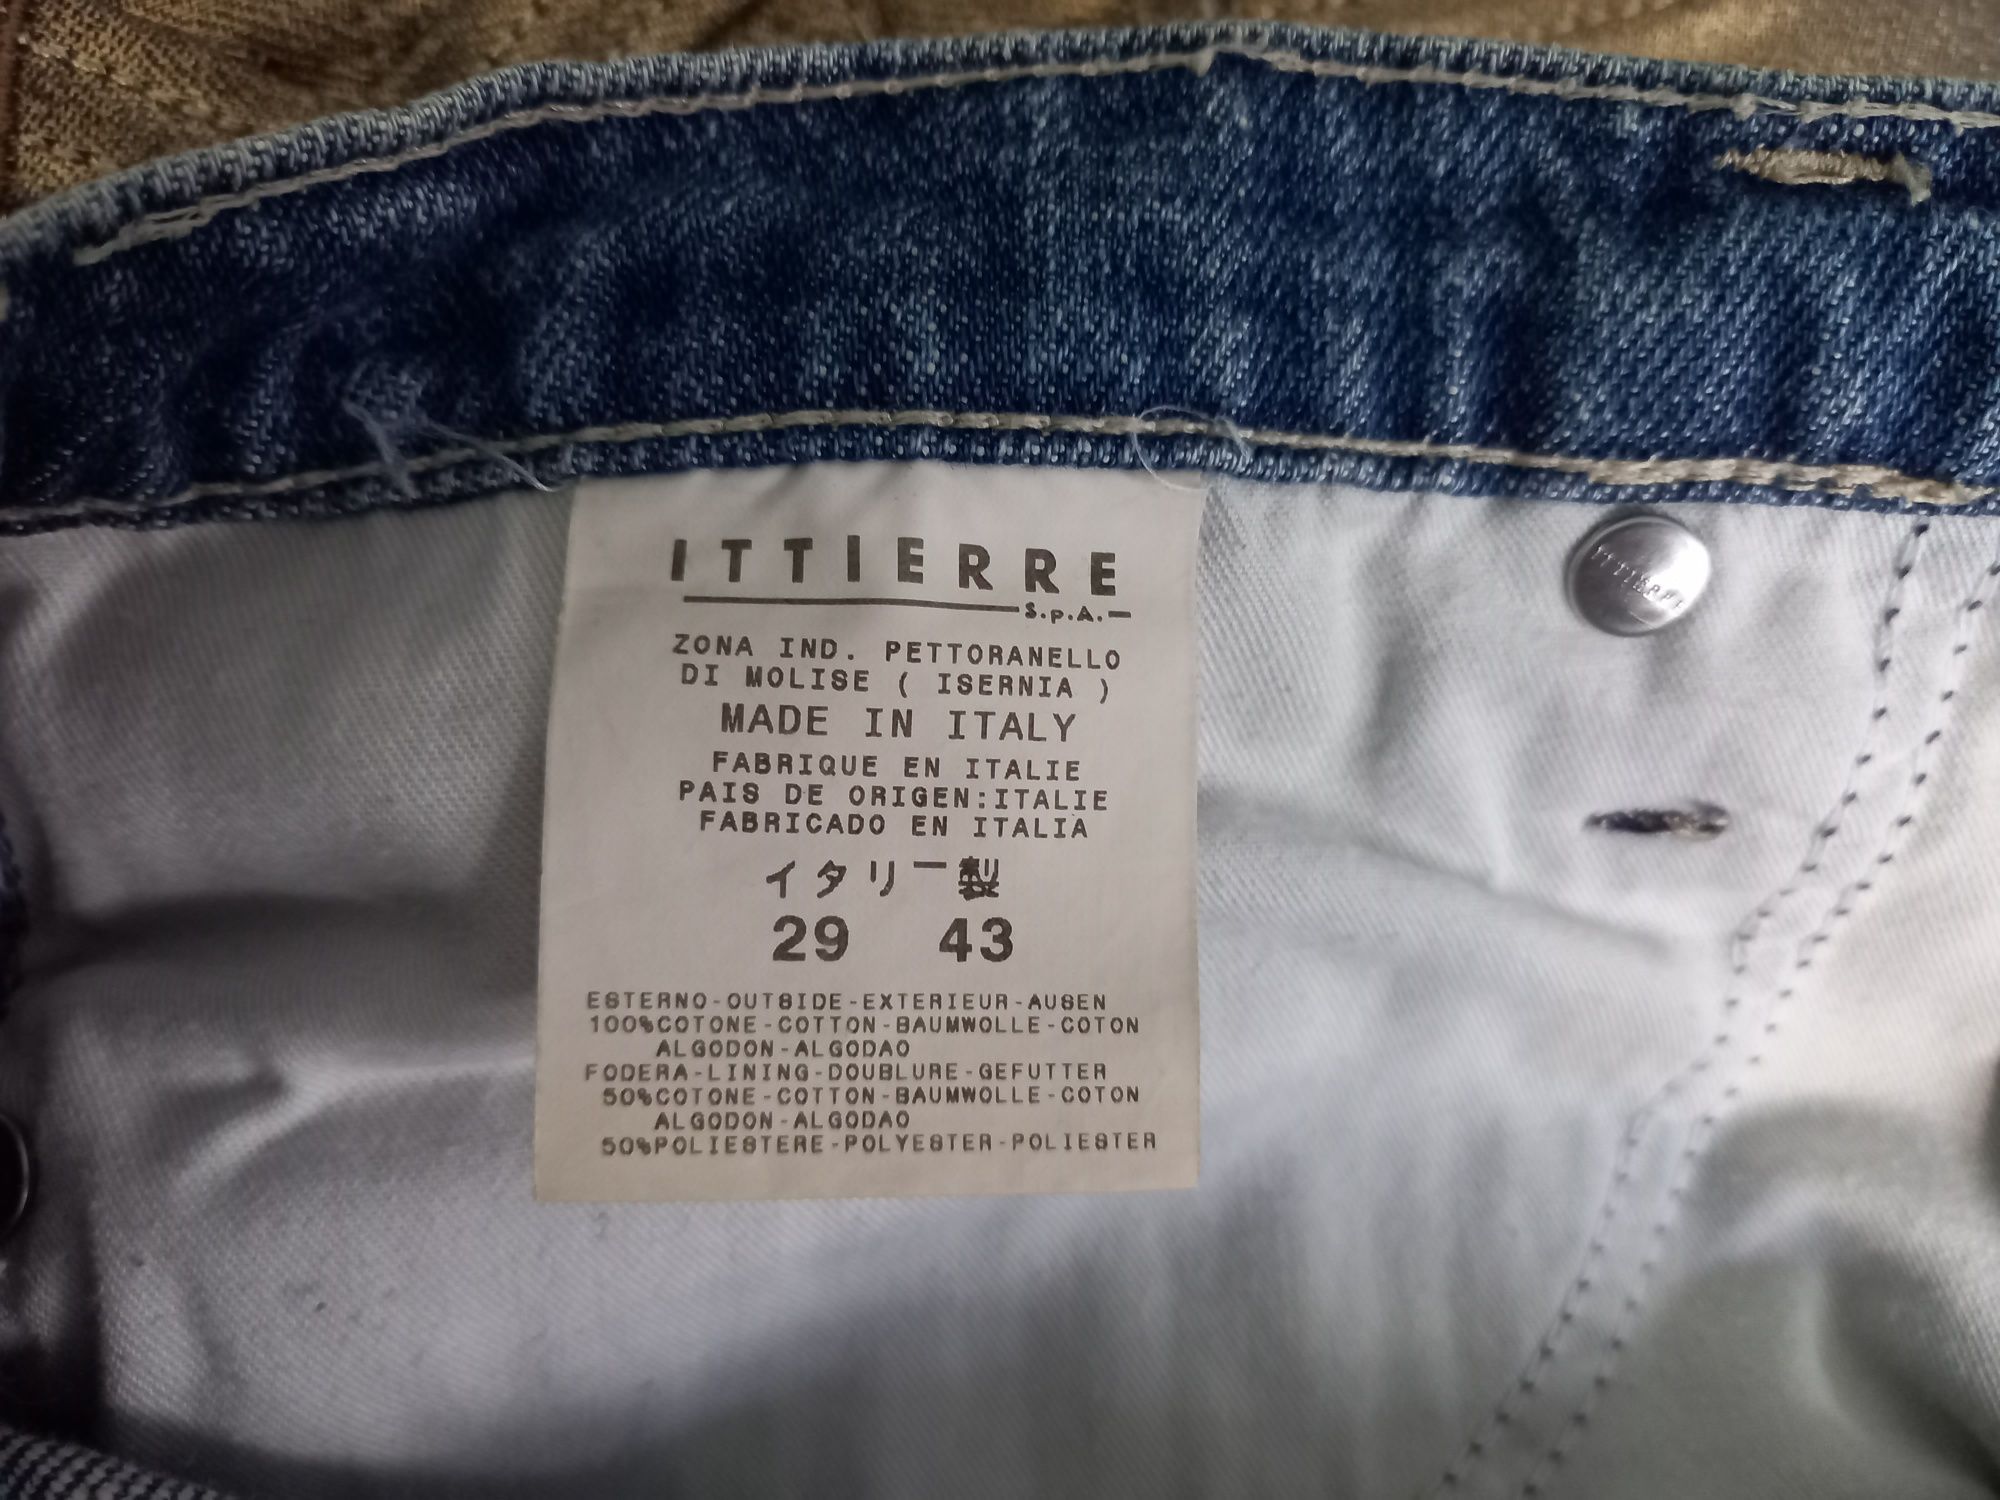 ITTIERRE
S.p.A.
ZONA IND. PETTORANELLO
DI MOLISE ( ISERNIA )
MADE IN ITALY
FABRIQUE EN ITALIE
PAIS DE ORIGEN:ITALIE
FABRICADO EN ITALIA
イタリー製
29 43
ESTERNO-OUTSIDE-EXTERIEUR-AUSEN
100%COTONE-COTTON-BAUMWOLLE-COTON
ALGODON-ALGODAO
FODERA-LINING-DOUBLURE-GEFUTTER
50%COTONE-COTTON-BAUMWOLLE-COTON
ALGODON-ALGODAO
50%POLIESTERE-POLYESTER-POLIESTER
ITTIERRE